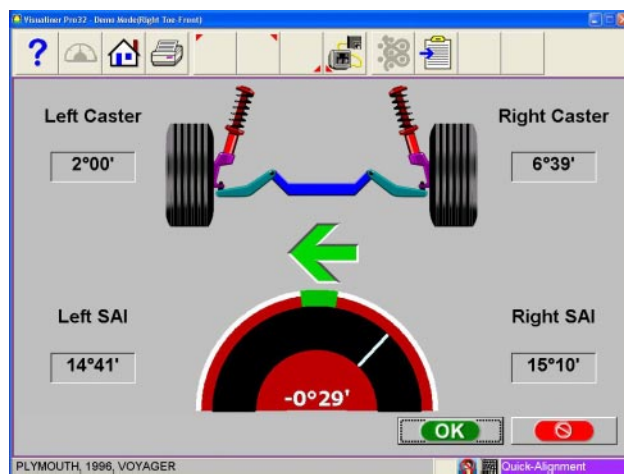 Visualiner Pro32 - Demo Mode(Right Toe-Front)
?
Left Caster
2°00'
Right Caster
6°39'
Left SAI
14°41'
Right SAI
15°10'
-0°29'
OK
PLYMOUTH, 1996, VOYAGER
Quick-Alignment